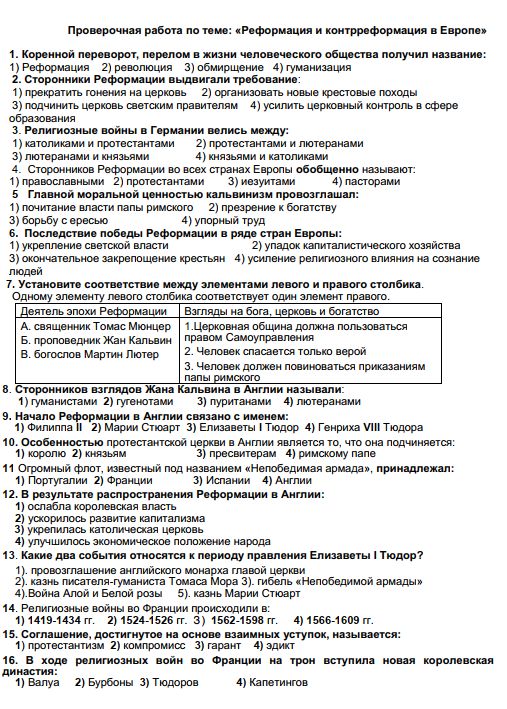 Проверочная работа по теме: «Реформация и контрреформация в Европе»
1. Коренной переворот, перелом в жизни человеческого общества получил название:
1) Реформация 2) революция 3) обмирщение 4) гуманизация
2. Сторонники Реформации выдвигали требование:
1) прекратить гонения на церковь 2) организовать новые крестовые походы
3) подчинить церковь светским правителям 4) усилить церковный контроль в сфере
образования
3. Религиозные войны в Германии велись между:
1) католиками и протестантами 2) протестантами и лютеранами
3) лютеранами и князьями 4) князьями и католиками
4. Сторонников Реформации во всех странах Европы обобщенно называют:
1) православными 2) протестантами 3) иезуитами 4) пасторами
5 Главной моральной ценностью кальвинизм провозглашал:
1) почитание власти папы римского 2) презрение к богатству
3) борьбу с ересью 4) упорный труд
6. Последствие победы Реформации в ряде стран Европы:
1) укрепление светской власти 2) упадок капиталистического хозяйства
3) окончательное закрепощение крестьян 4) усиление религиозного влияния на сознание
людей
7. Установите соответствие между элементами левого и правого столбика.
Одному элементу левого столбика соответствует один элемент правого.
Деятель эпохи Реформации Взгляды на бога, церковь и богатство
А. священник Томас Мюнцер
Б. проповедник Жан Кальвин
В. богослов Мартин Лютер
1.Церковная община должна пользоваться
правом Самоуправления
2. Человек спасается только верой
3. Человек должен повиноваться приказаниям
папы римского
8. Сторонников взглядов Жана Кальвина в Англии называли:
1) гуманистами 2) гугенотами 3) пуританами 4) лютеранами
9. Начало Реформации в Англии связано с именем:
1) Филиппа II 2) Марии Стюарт 3) Елизаветы I Тюдор 4) Генриха VIII Тюдора
10. Особенностью протестантской церкви в Англии является то, что она подчиняется:
1) королю 2) князьям 3) пресвитерам 4) римскому папе
11 Огромный флот, известный под названием «Непобедимая армада», принадлежал:
1) Португалии 2) Франции 3) Испании 4) Англии
12. В результате распространения Реформации в Англии:
1) ослабла королевская власть
2) ускорилось развитие капитализма
3) укрепилась католическая церковь
4) улучшилось экономическое положение народа
13. Какие два события относятся к периоду правления Елизаветы I Тюдор?
1). провозглашение английского монарха главой церкви
2). казнь писателя-гуманиста Томаса Мора 3). гибель «Непобедимой армады»
4).Война Алой и Белой розы 5). казнь Марии Стюарт
14. Религиозные войны во Франции происходили в:
1) 1419-1434 гг. 2) 1524-1526 гг. 3) 1562-1598 гг. 4) 1566-1609 гг.
15. Соглашение, достигнутое на основе взаимных уступок, называется:
1) протестантизм 2) компромисс 3) гарант 4) эдикт
16. В ходе религиозных войн во Франции на трон вступила новая королевская
династия:
1) Валуа 2) Бурбоны 3) Тюдоров 4) Капетингов